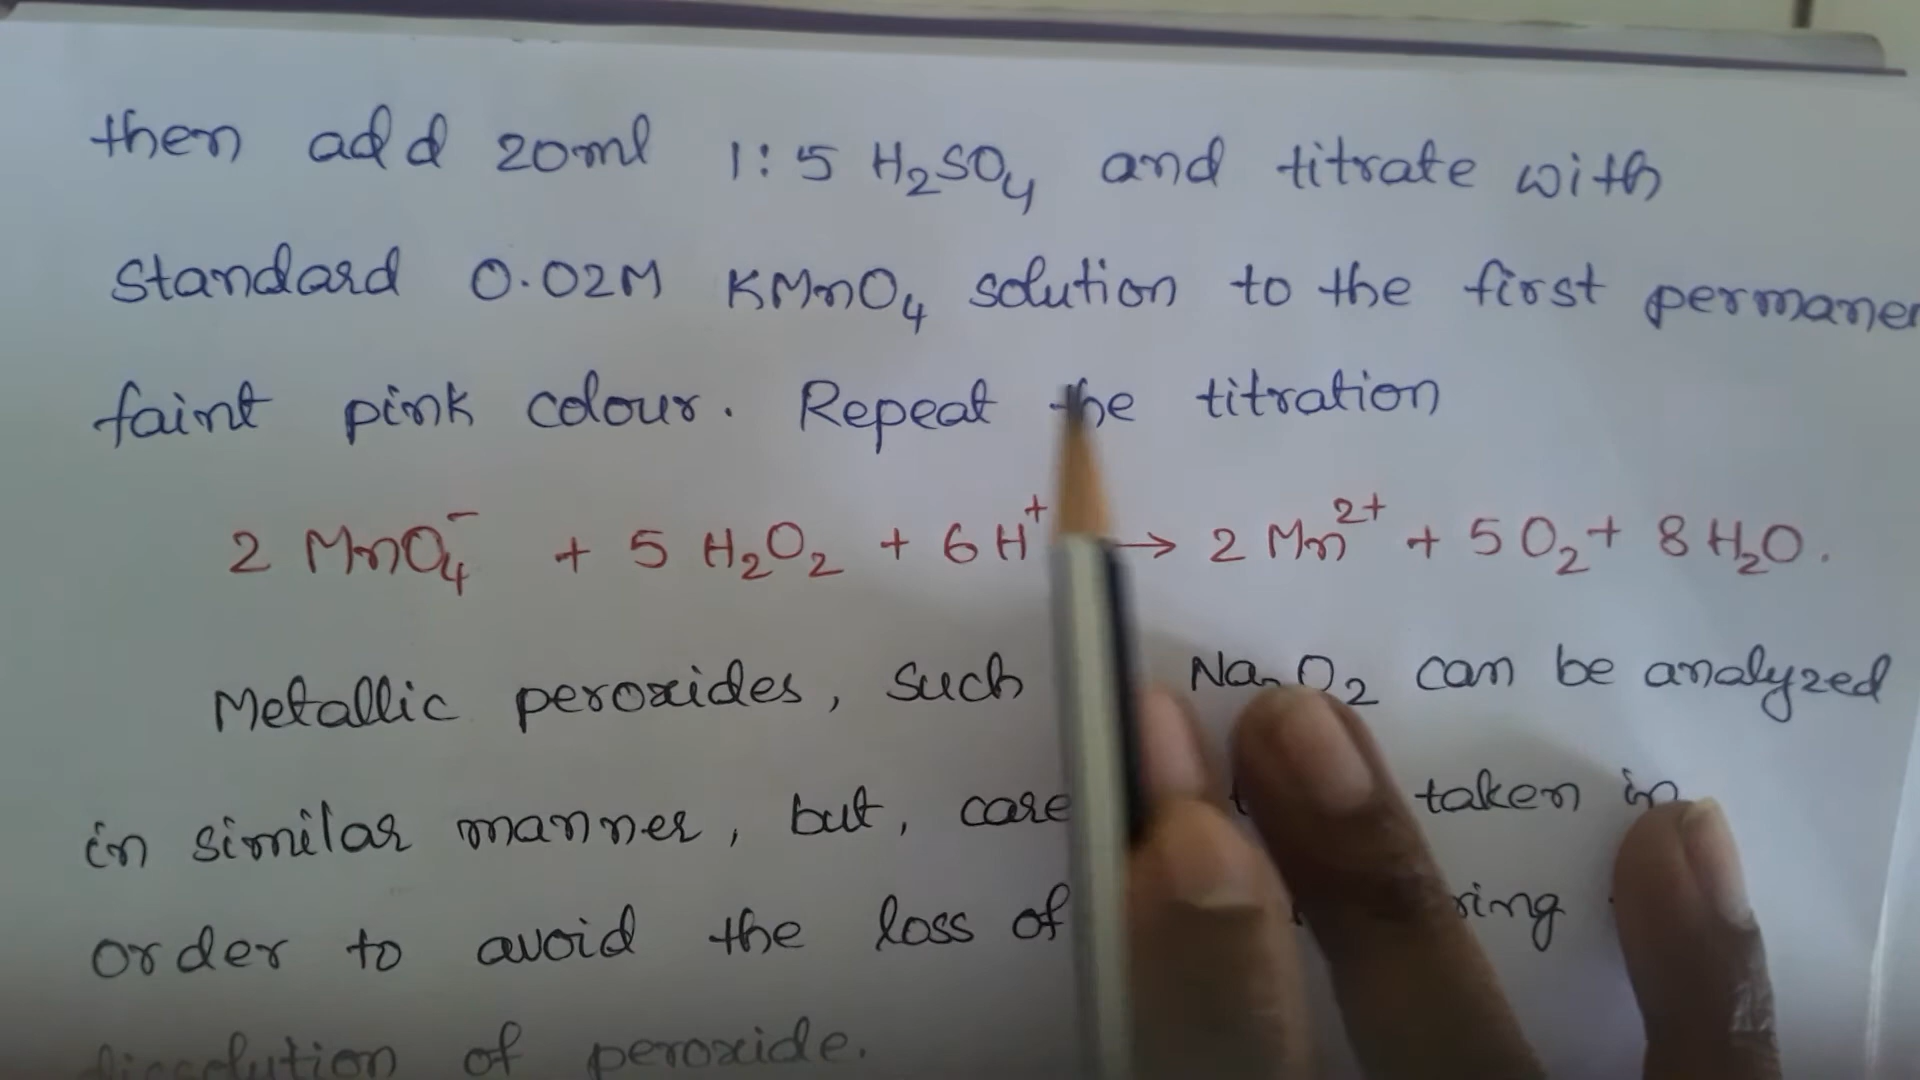 then add 20ml 1:5 H₂SO₄ and titrate with
standard 0.02M KMnO₄ solution to the first permanen
faint pink colour. Repeat the titration
2 MnO₄⁻ + 5 H₂O₂ + 6 H⁺ → 2 Mn²⁺ + 5 O₂ + 8 H₂O.
Metallic peroxides, such Na₂O₂ can be analyzed
in similar manner, but, care taken in
order to avoid the loss of ring
dissolution of peroxide.